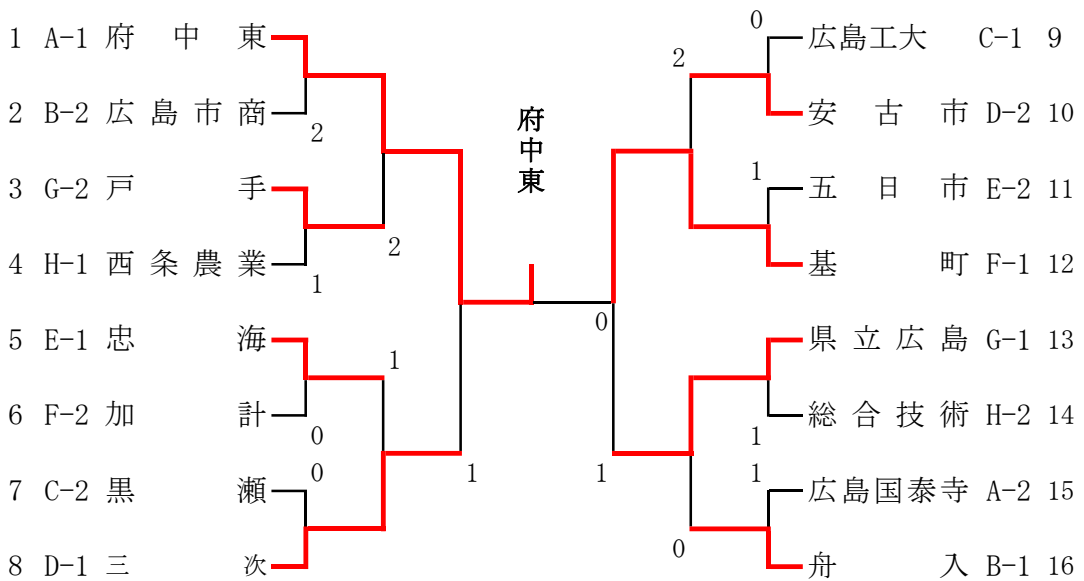 1 A-1 府中東
2 B-2 広島市商
2
3 G-2 戸手
2
4 H-1 西条農業
1
5 E-1 忠海
1
6 F-2 加計
0
0
7 C-2 黒瀬
1
8 D-1 三次
府中東
0
0
広島工大 C-1 9
2
安古市 D-2 10
1
五日市 E-2 11
基町 F-1 12
県立広島 G-1 13
総合技術 H-2 14
1
1
1
広島国泰寺 A-2 15
0
舟入 B-1 16